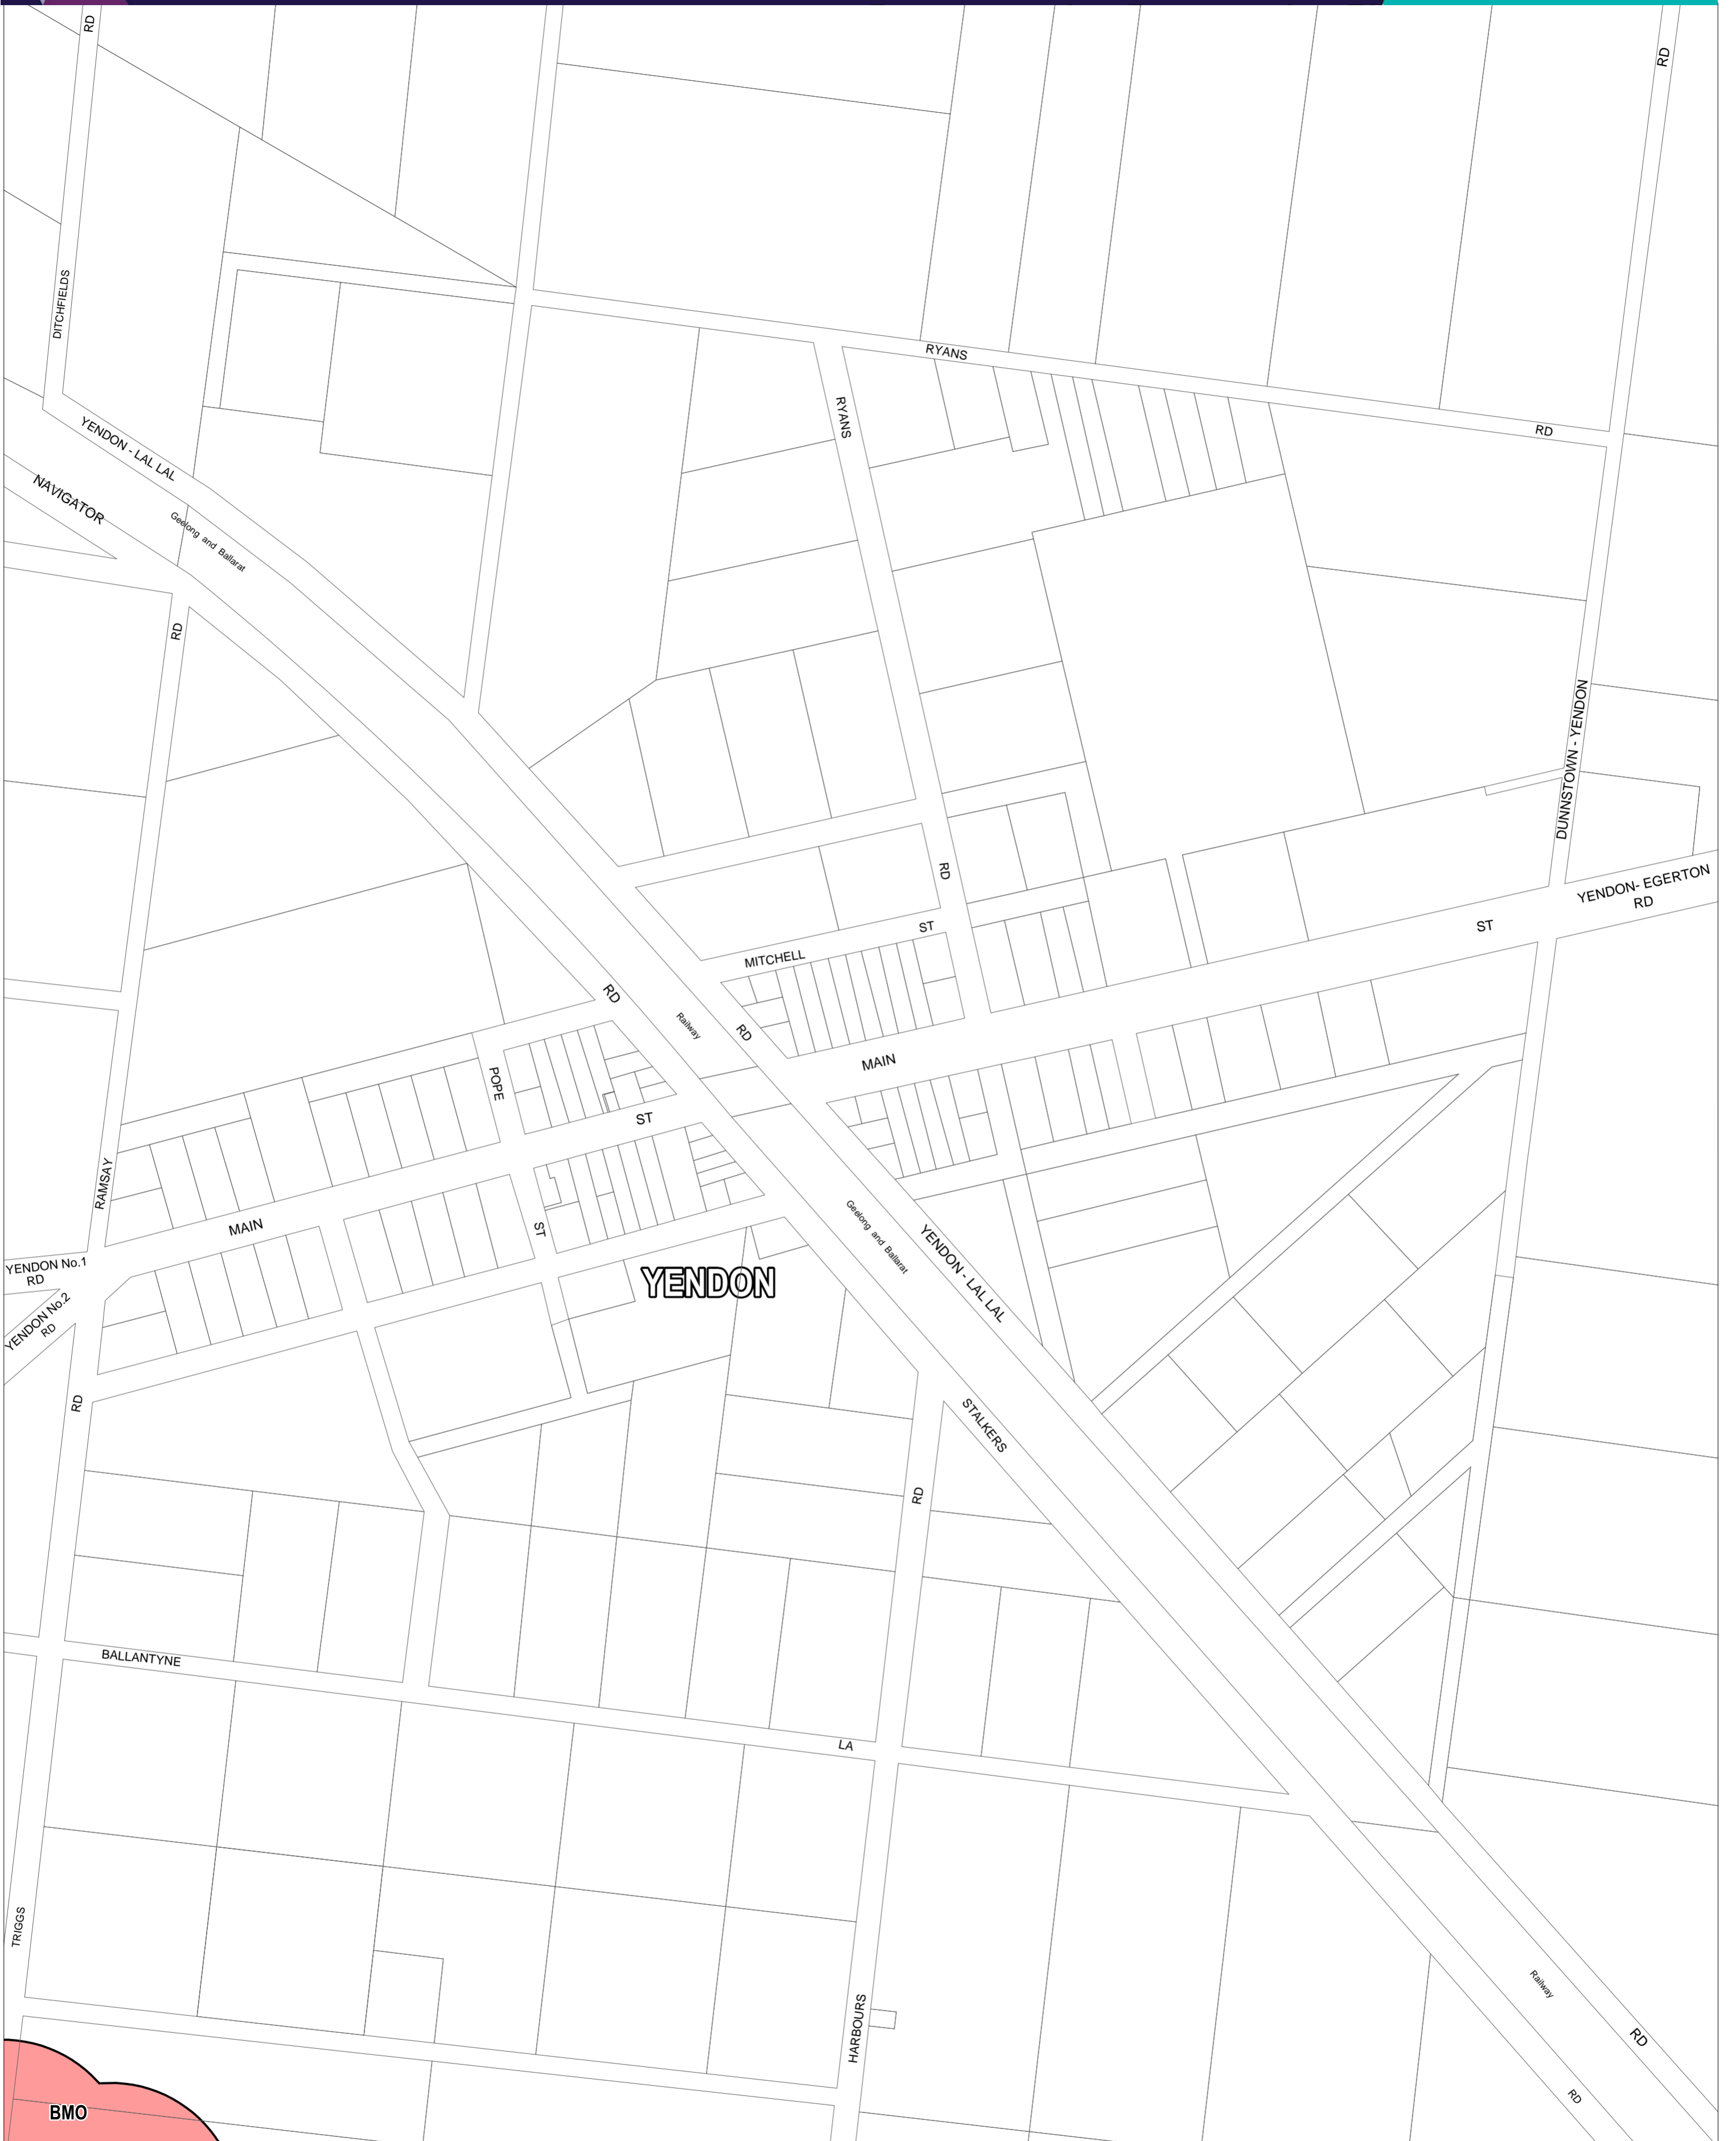 RD
RD
DITCHFIELDS
RYANS
RYANS
RD
YENDON - LAL LAL
NAVIGATOR
Geelong and Ballarat
RD
DUNNSTOWN - YENDON
RD
YENDON- EGERTON
RD
ST
ST
MITCHELL
RD
Railway
RD
MAIN
POPE
ST
RAMSAY
MAIN
ST
YENDON No.1
RD
YENDON No.2
RD
YENDON
Geelong and Ballarat
YENDON - LAL LAL
RD
STALKERS
RD
BALLANTYNE
LA
TRIGGS
HARBOURS
Railway
RD
RD
BMO